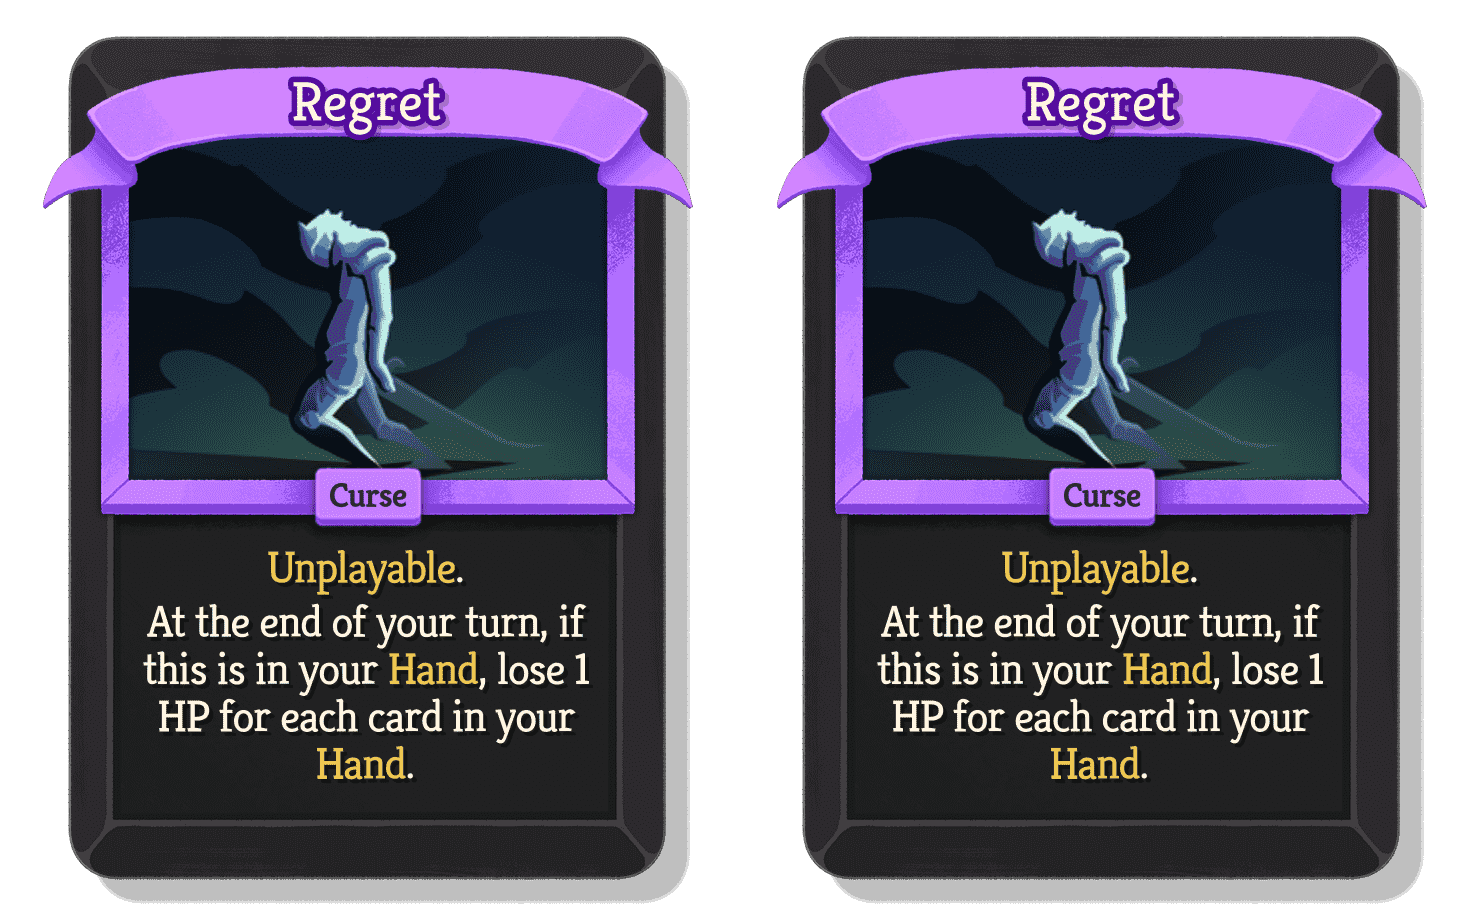 Regret
Curse
Unplayable.
At the end of your turn, if
this is in your Hand, lose 1
HP for each card in your
Hand.
Regret
Curse
Unplayable.
At the end of your turn, if
this is in your Hand, lose 1
HP for each card in your
Hand.